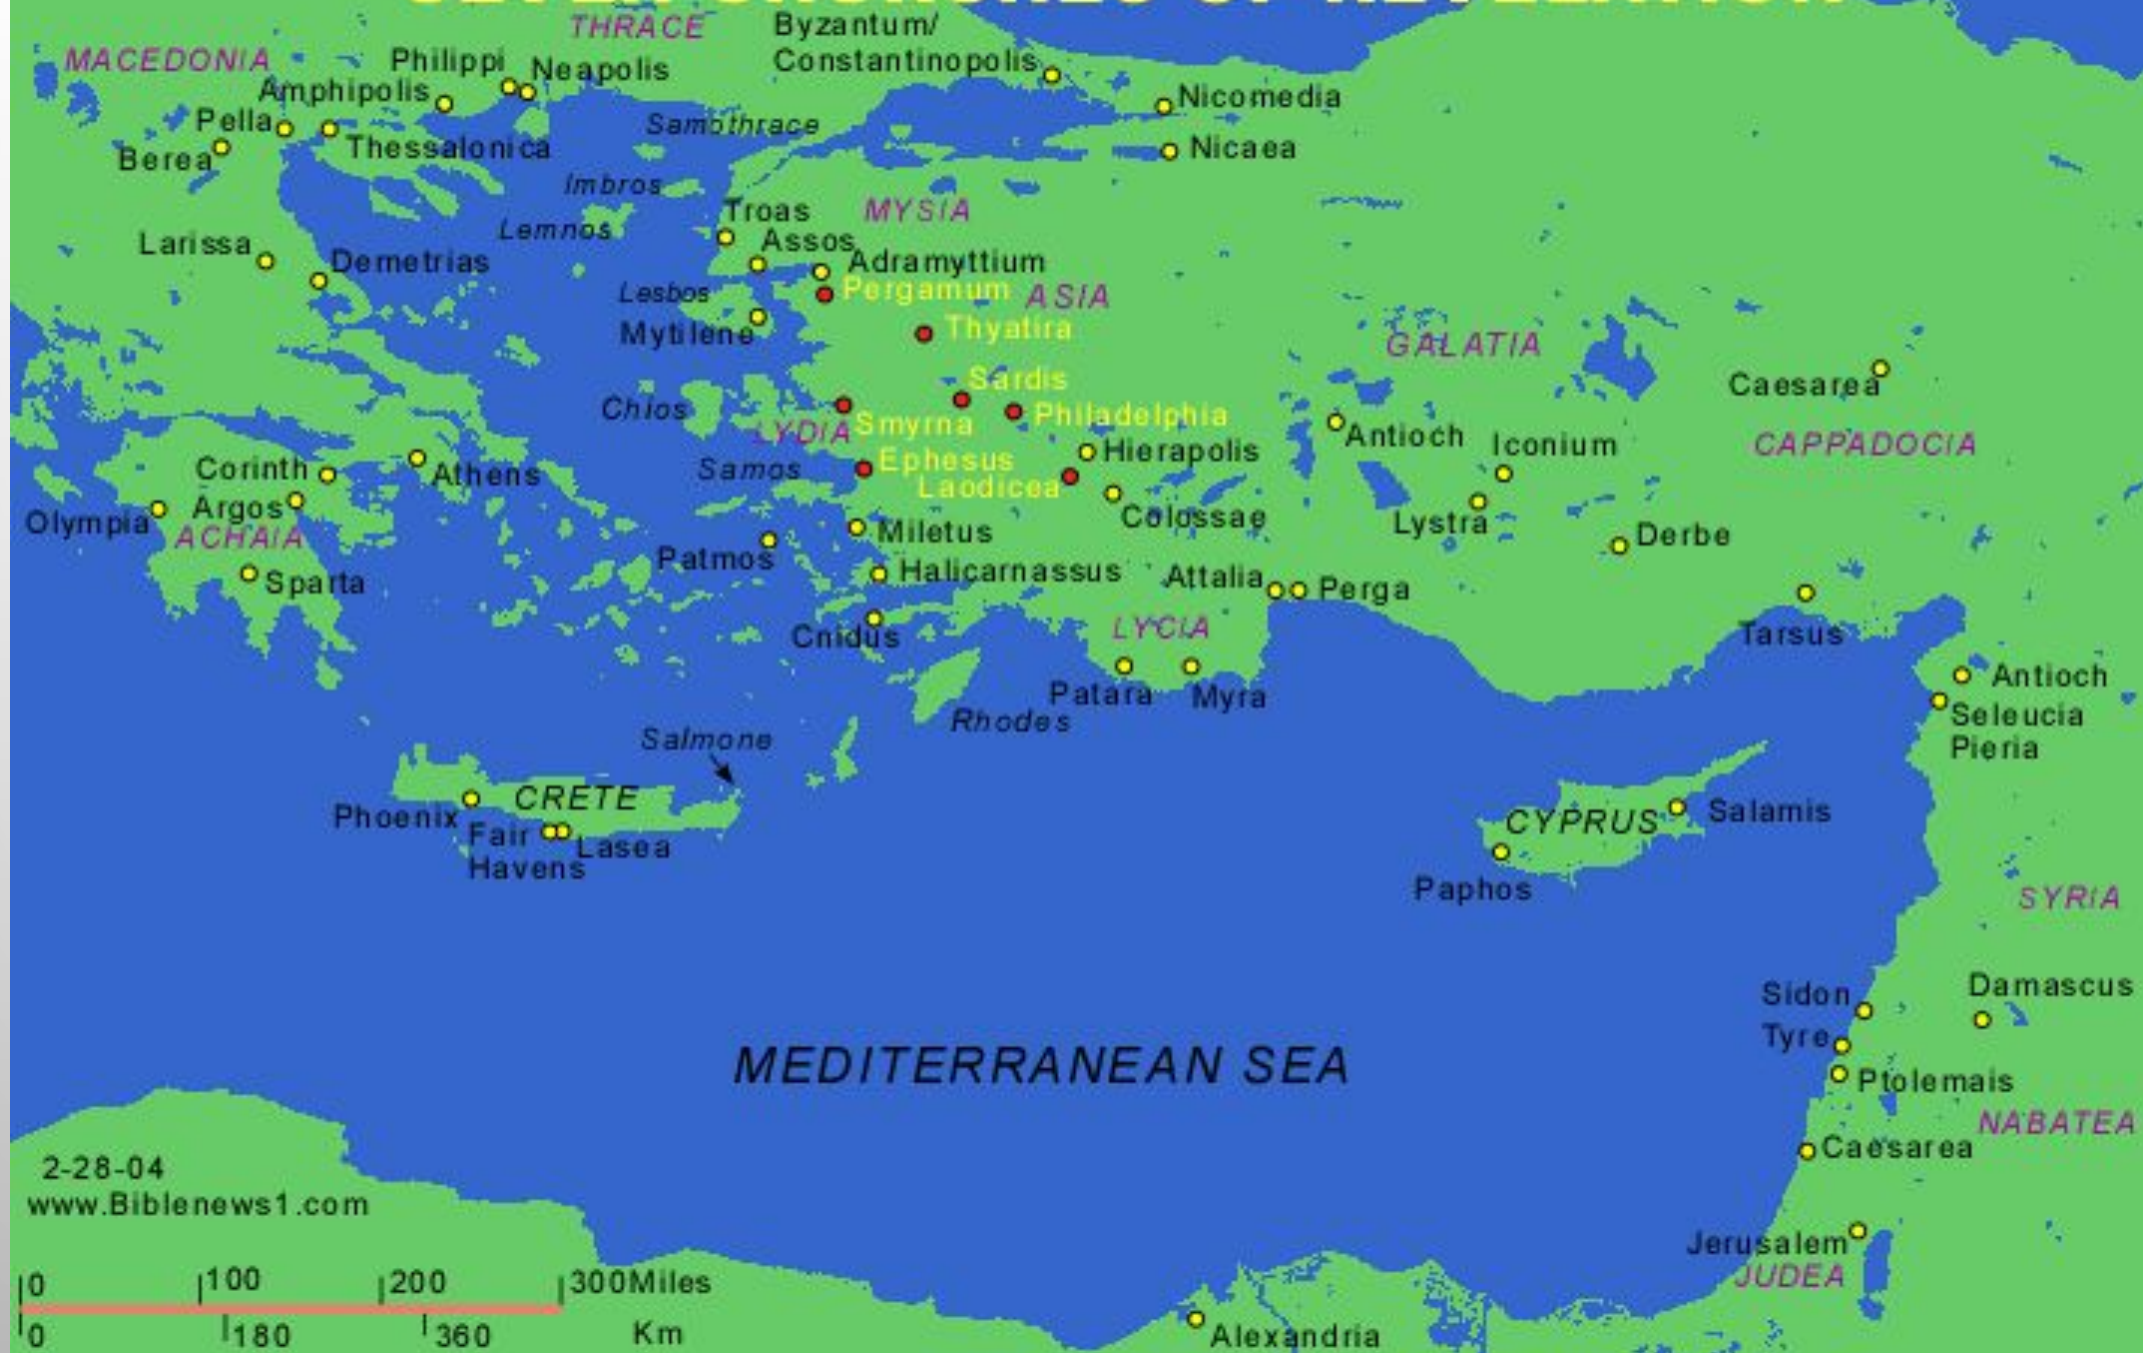 SEVEN CHURCHES OF REVELATION
THRACE
Byzantum/
Constantinopolis
MACEDONIA
Philippi
Neapolis
Amphipolis
Nicomedia
Pella
Samothrace
Thessalonica
Berea
Nicaea
Imbros
Troas
MYSIA
Lemnos
Larissa
Assos
Demetrias
Adramyttium
Lesbos
Pergamum
ASIA
Mytilene
Thyatira
GALATIA
Sardis
Caesarea
Chios
Philadelphia
LYDIA
Smyrna
Antioch
Iconium
CAPPADOCIA
Hierapolis
Corinth
Athens
Samos
Ephesus
Laodicea
Argos
Olympia
Colossae
Lystra
ACHAIA
Miletus
Derbe
Patmos
Sparta
Halicarnassus
Attalia
Perga
Cnidus
LYCIA
Tarsus
Antioch
Patara
Myra
Rhodes
Seleucia
Pieria
Salmone
CRETE
Phoenix
Fair
Havens
Lasea
CYPRUS
Salamis
Paphos
SYRIA
Sidon
Damascus
Tyre
MEDITERRANEAN SEA
Ptolemais
NABATEA
Caesarea
2-28-04
www.Biblenews1.com
Jerusalem
JUDEA
0 100 200 300Miles
0 180 360 Km
Alexandria